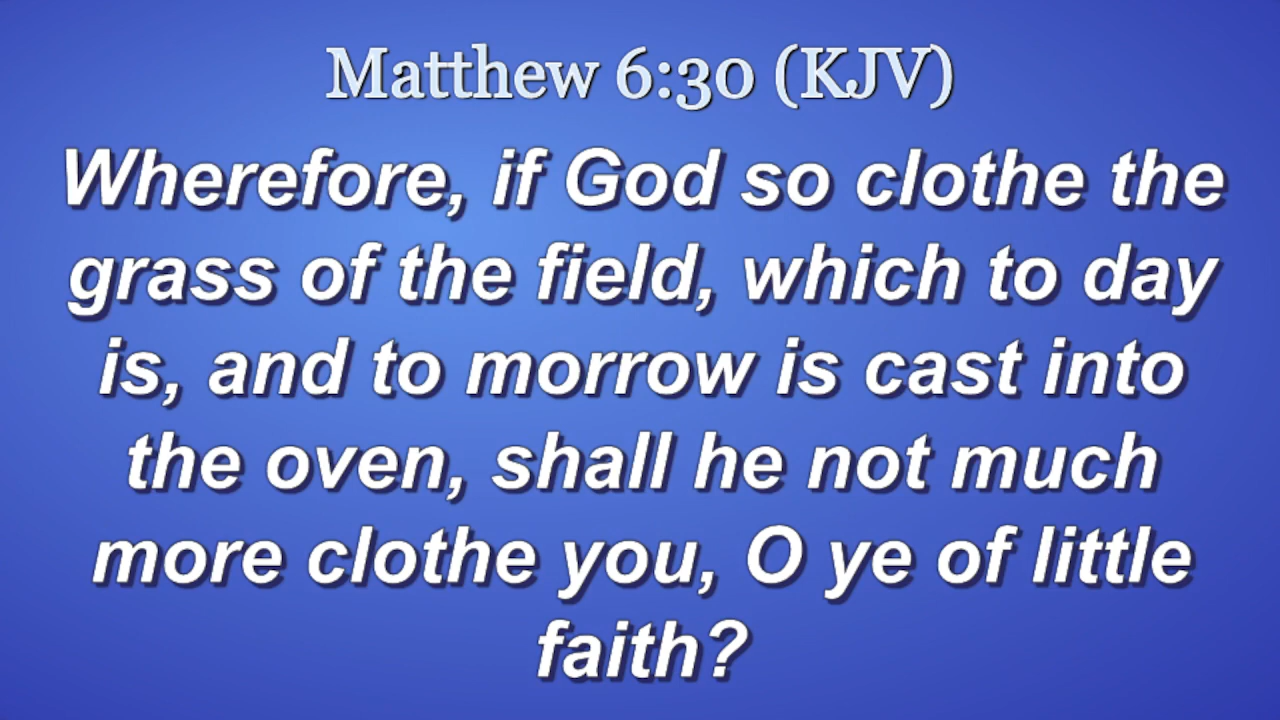 Matthew 6:30 (KJV)
Wherefore, if God so clothe the
grass of the field, which to day
is, and to morrow is cast into
the oven, shall he not much
more clothe you, O ye of little
faith?